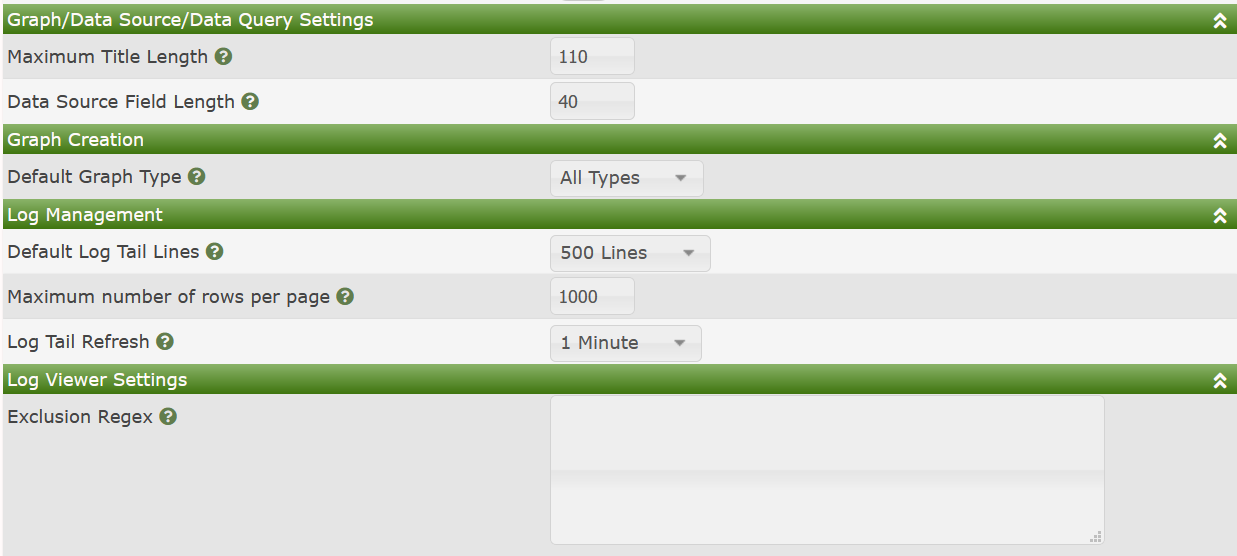 Graph/Data Source/Data Query Settings
Maximum Title Length 110
Data Source Field Length 40
Graph Creation
Default Graph Type All Types
Log Management
Default Log Tail Lines 500 Lines
Maximum number of rows per page 1000
Log Tail Refresh 1 Minute
Log Viewer Settings
Exclusion Regex